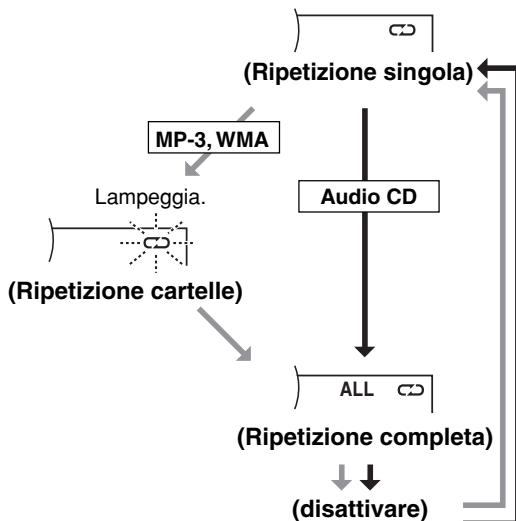 (Ripetizione singola)
MP-3, WMA
Audio CD
Lampeggia.
(Ripetizione cartelle)
ALL
(Ripetizione completa)
(disattivare)